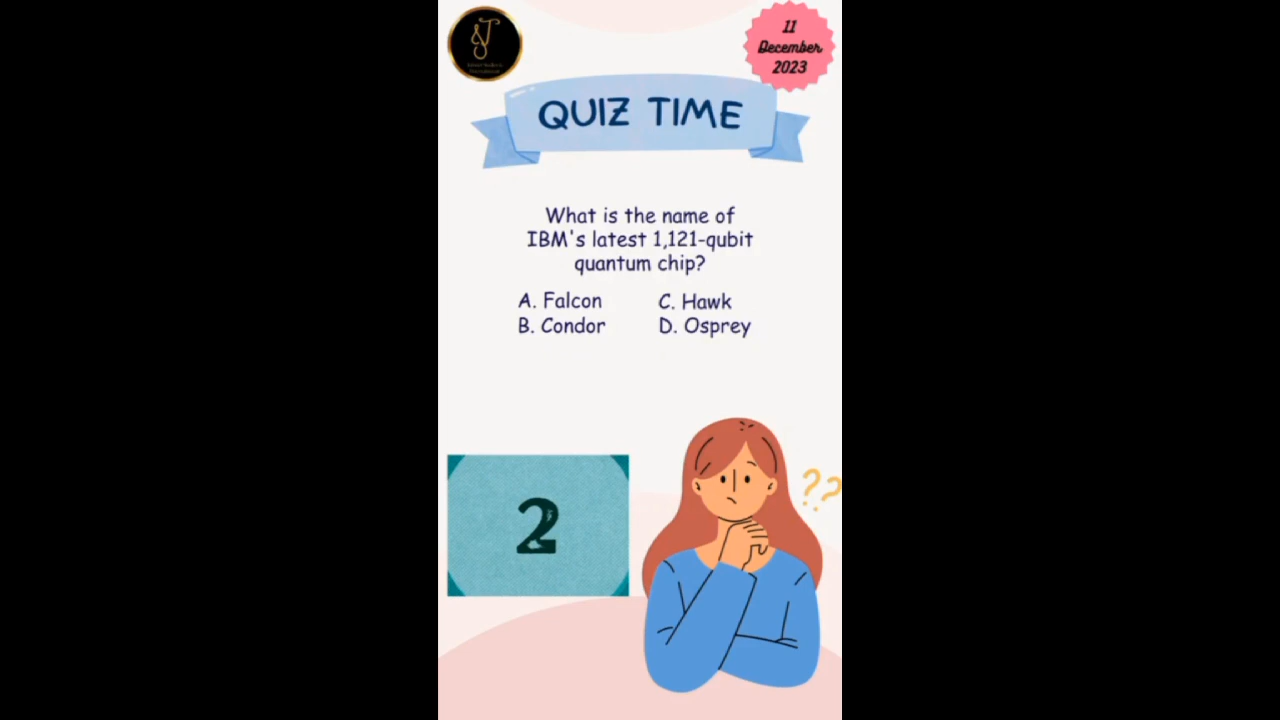 11
December
2023
QUIZ TIME
What is the name of
IBM's latest 1,121-qubit
quantum chip?
A. Falcon
B. Condor
C. Hawk
D. Osprey
2
??